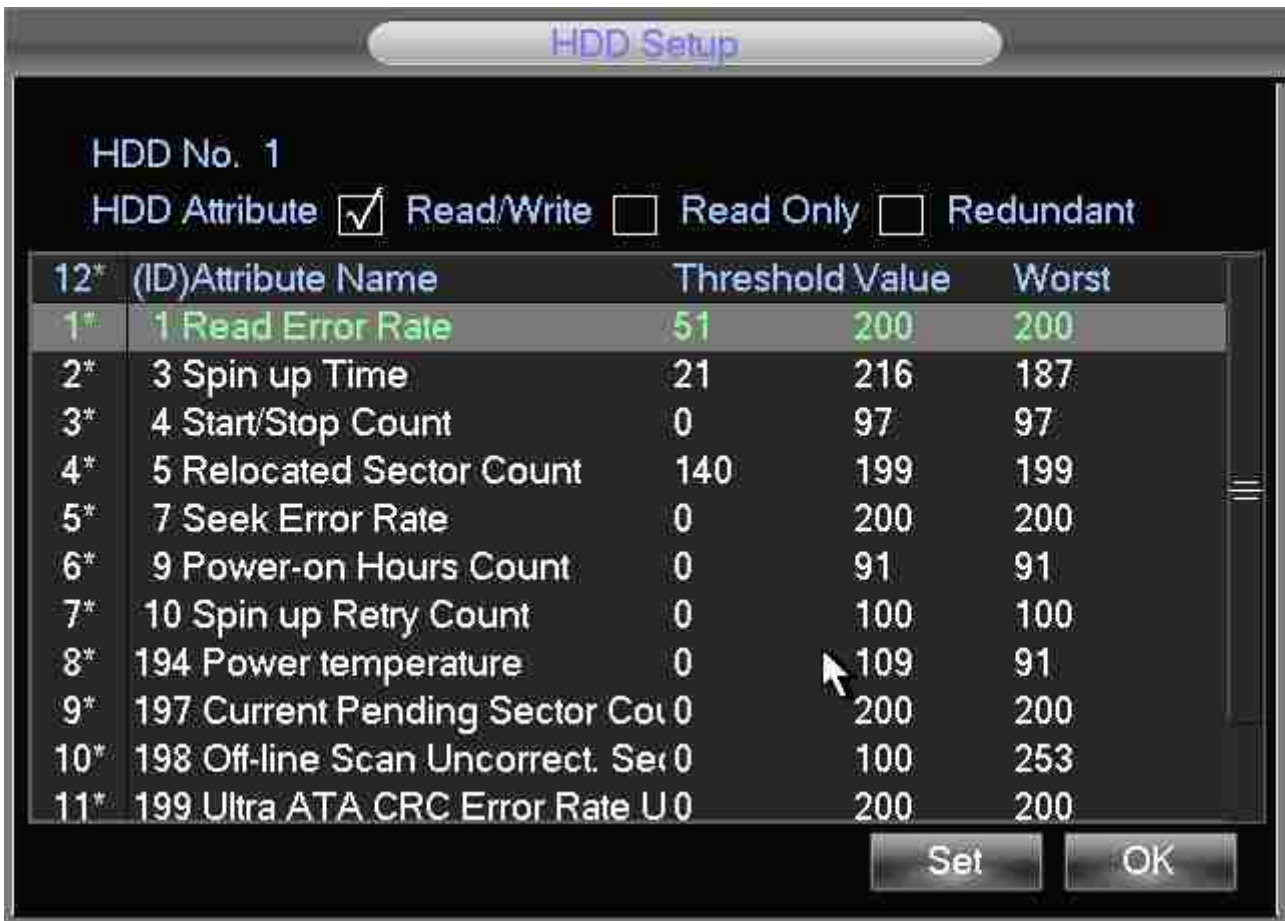 HDD Setup
HDD No. 1
HDD Attribute Read/Write Read Only Redundant
12* (ID)Attribute Name Threshold Value Worst
1* 1 Read Error Rate 51 200 200
2* 3 Spin up Time 21 216 187
3* 4 Start/Stop Count 0 97 97
4* 5 Relocated Sector Count 140 199 199
5* 7 Seek Error Rate 0 200 200
6* 9 Power-on Hours Count 0 91 91
7* 10 Spin up Retry Count 0 100 100
8* 194 Power temperature 0 109 91
9* 197 Current Pending Sector Cou 0 200 200
10* 198 Off-line Scan Uncorrect. Sec 0 100 253
11* 199 Ultra ATA CRC Error Rate U 0 200 200
Set OK